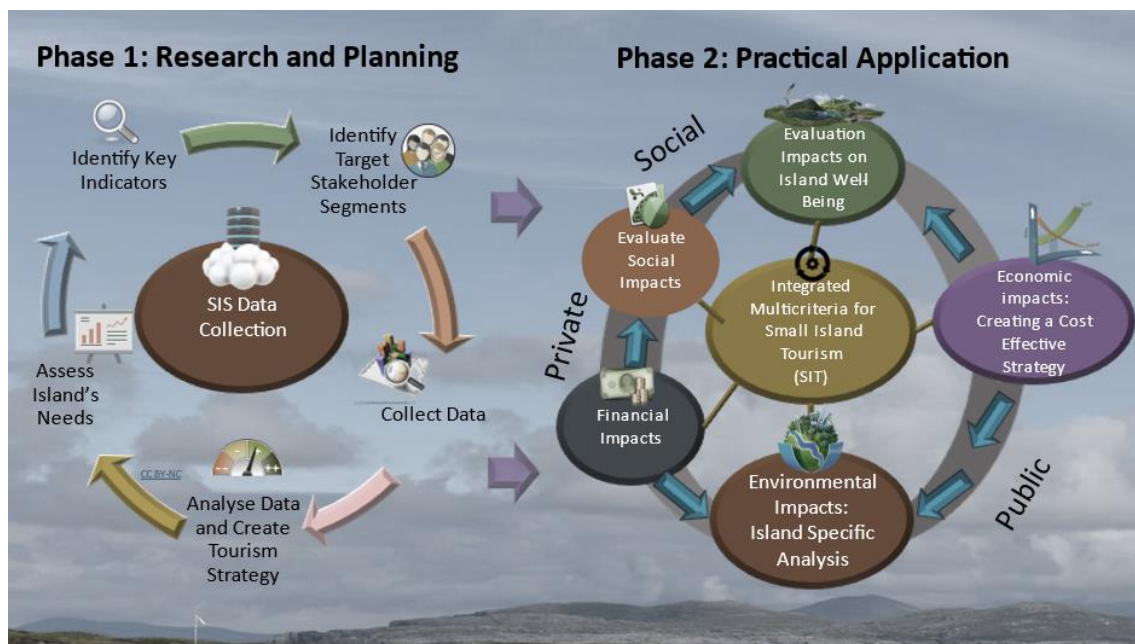 Phase 1: Research and Planning
Identify Key
Indicators
Identify
Target
Stakeholder
Segments
SIS Data
Collection
Assess
Island's
Needs
Collect Data
CC BY-NC
Analyse Data
and Create
Tourism
Strategy
Phase 2: Practical Application
Social
Private
Public
Evaluation
Impacts on
Island Well-
Being
Evaluate
Social
Impacts
Integrated
Multicriteria for
Small Island
Tourism
(SIT)
Economic
impacts:
Creating a Cost
Effective
Strategy
Financial
Impacts
Environmental
Impacts:
Island Specific
Analysis